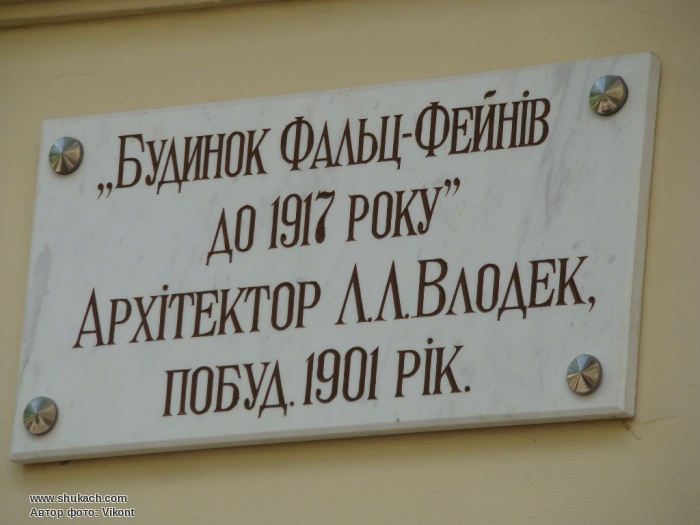 „Будинок Фальц-Фейнів
до 1917 року”
Архітектор Л.Л.Влодек,
побуд. 1901 рік.
www.shukach.com
Автор фото: Vikont